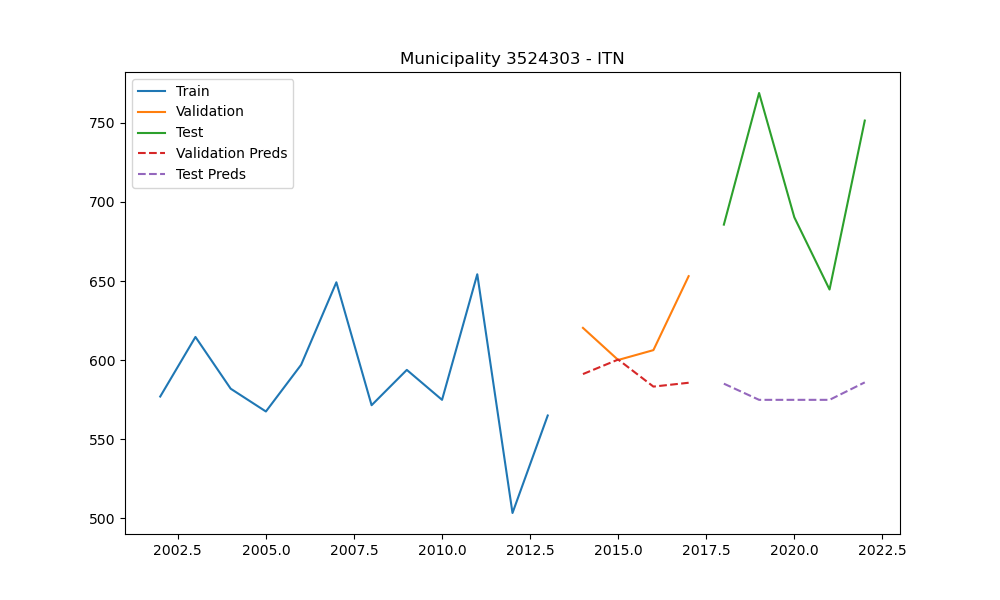 Municipality 3524303 - ITN
Train
Validation
Test
Validation Preds
Test Preds
750
700
650
600
550
500
2002.5 2005.0 2007.5 2010.0 2012.5 2015.0 2017.5 2020.0 2022.5